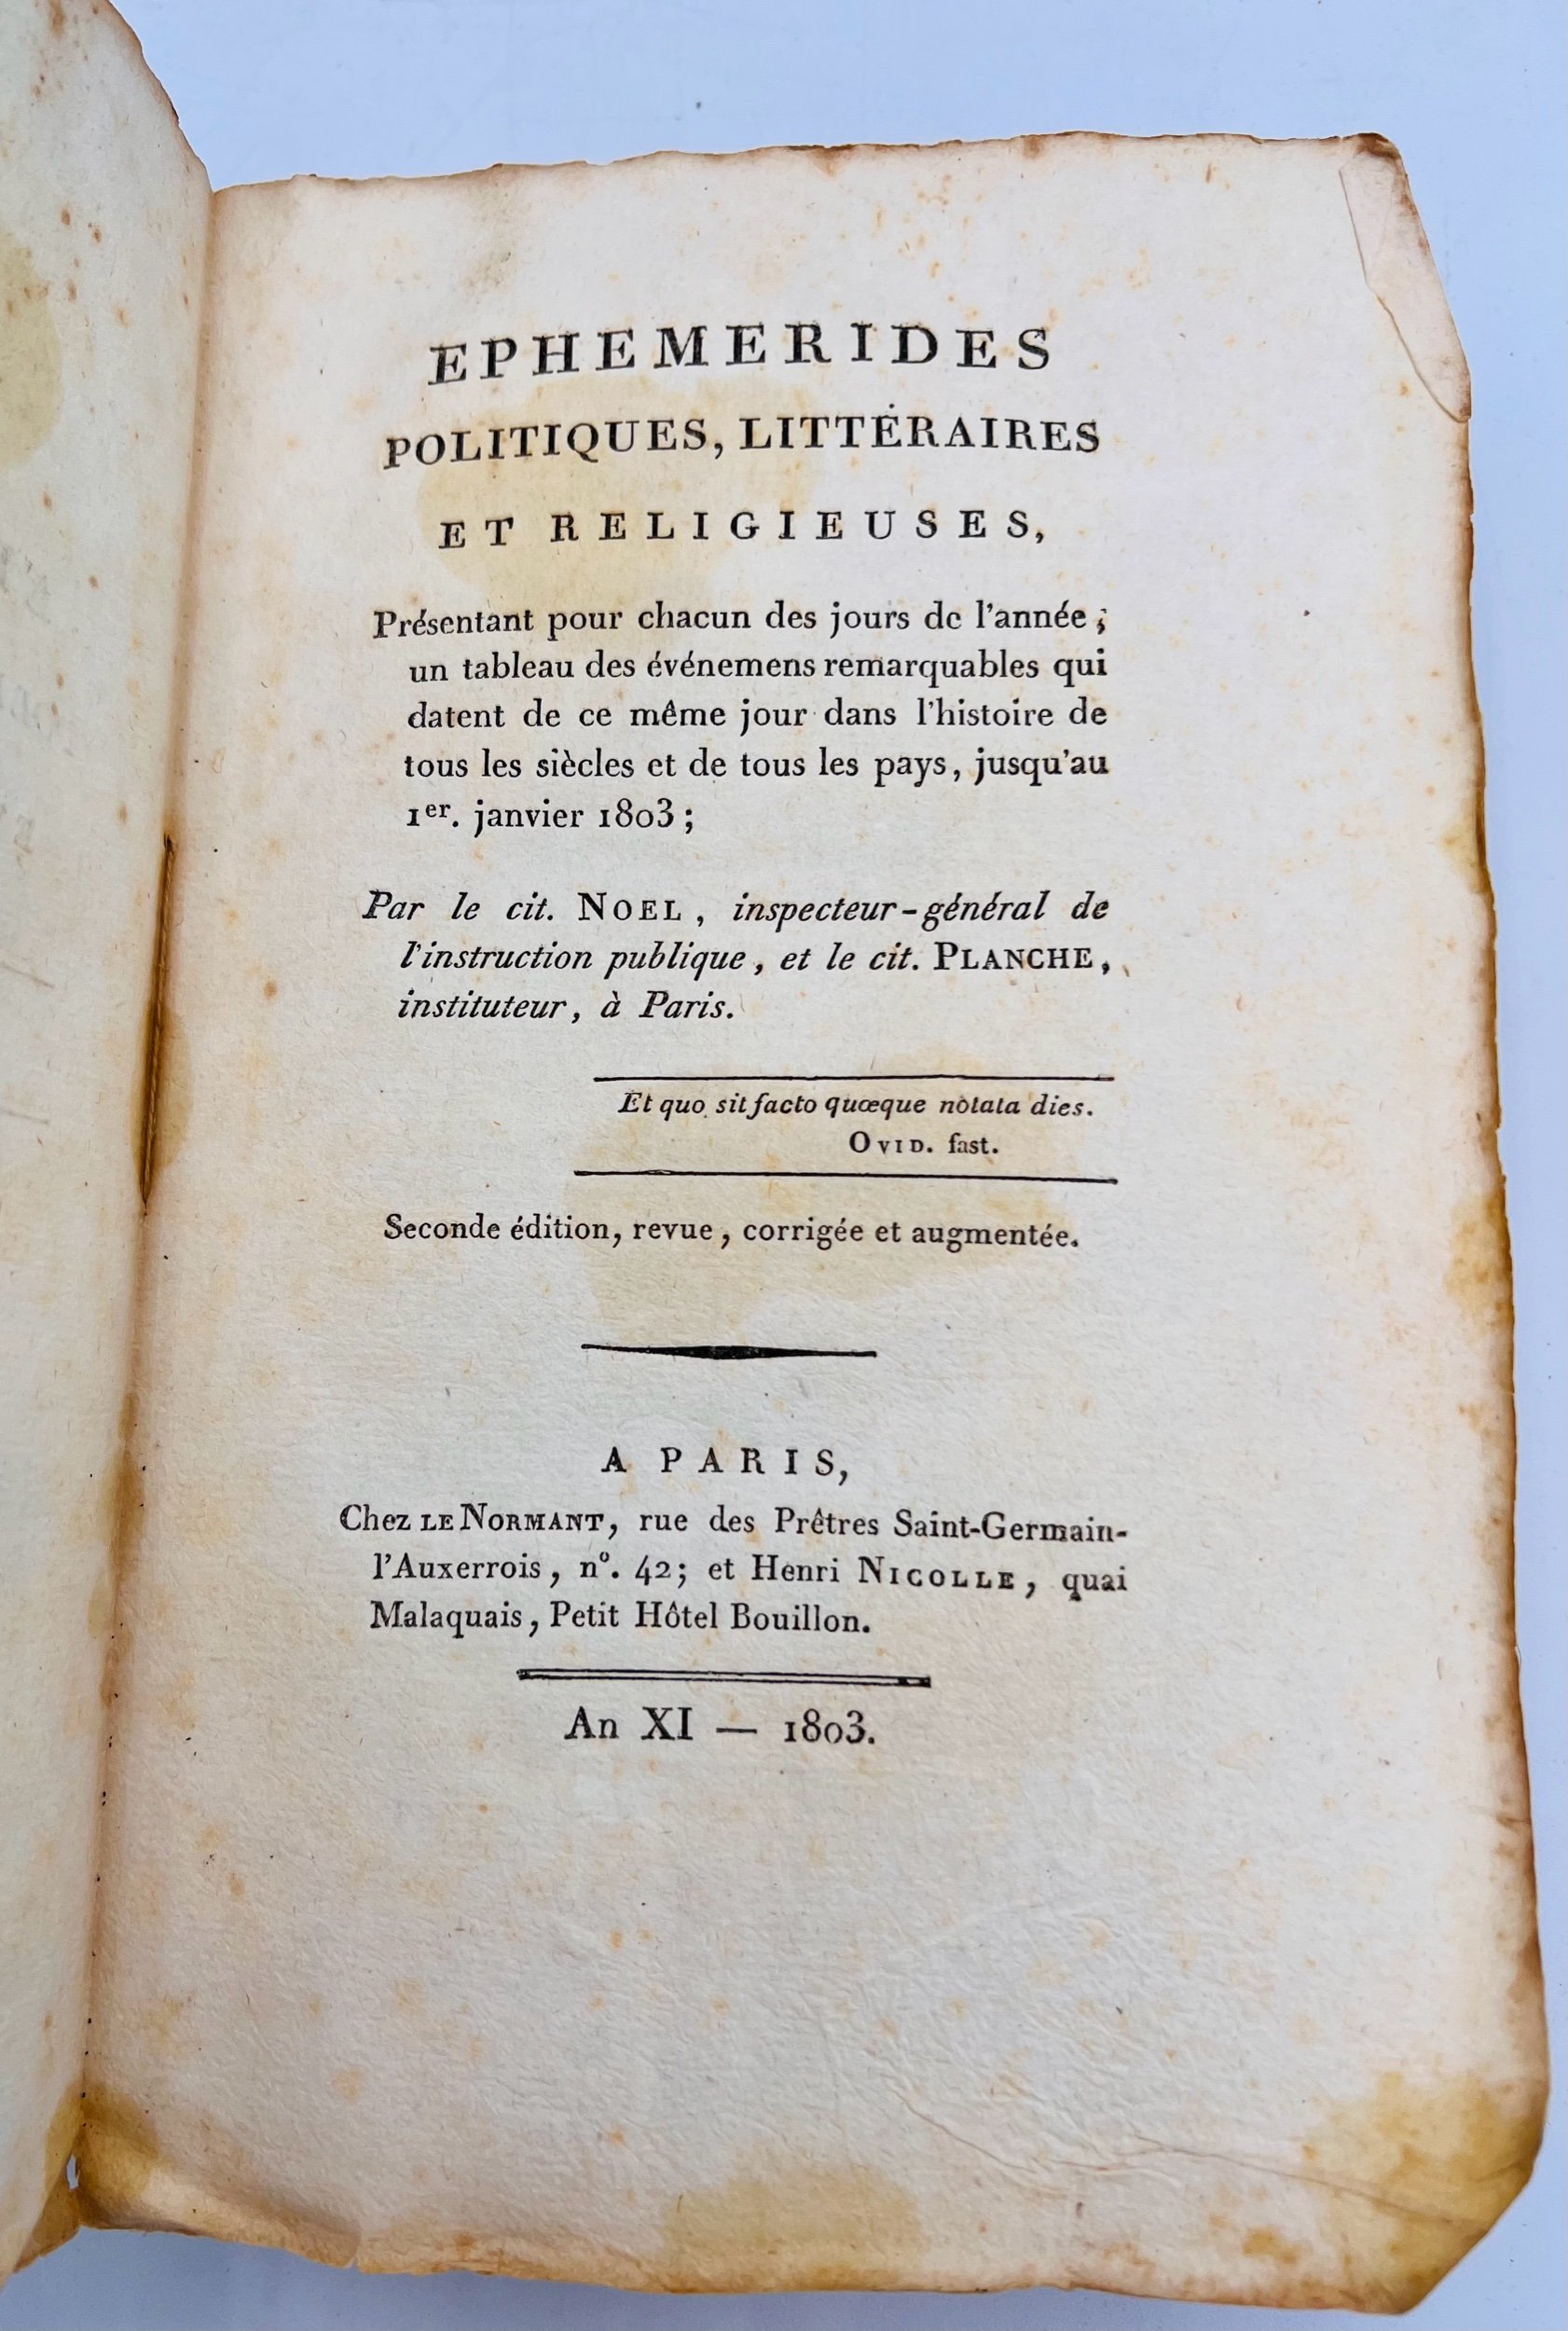 EPHEMERIDES
POLITIQUES, LITTÉRAIRES
ET RELIGIEUSES,
Présentant pour chacun des jours de l'année ;
un tableau des événemens remarquables qui
datent de ce même jour dans l'histoire de
tous les siècles et de tous les pays, jusqu'au
1er. janvier 1803 ;
Par le cit. NOEL, inspecteur-général de
l'instruction publique, et le cit. PLANCHE,
instituteur, à Paris.
Et quo sit facto quœque notata dies.
OVID. fast.
Seconde édition, revue, corrigée et augmentée.
A PARIS,
Chez LE NORMANT, rue des Prêtres Saint-Germain-
l'Auxerrois, n°. 42; et Henri NICOLLE, quai
Malaquais, Petit Hôtel Bouillon.
An XI — 1803.